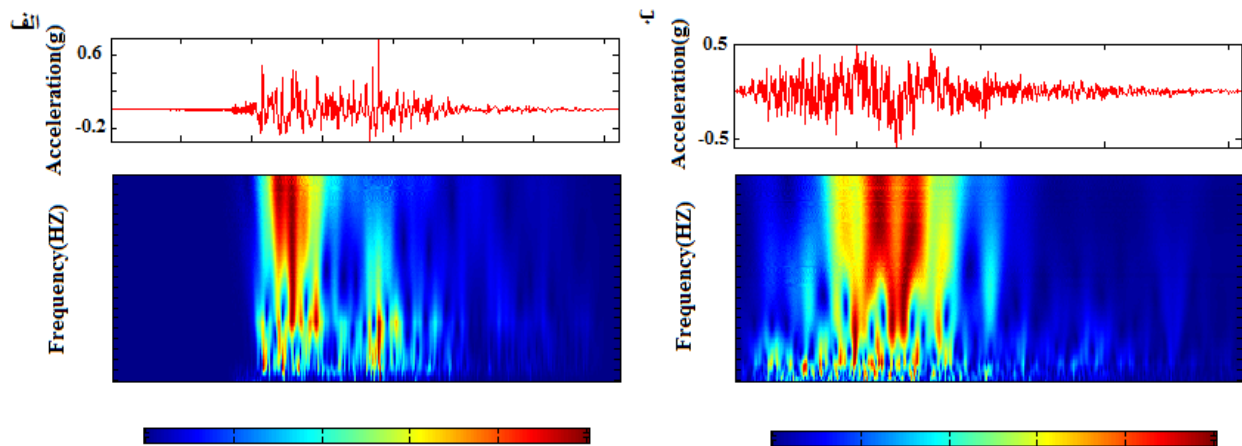 الف
Acceleration(g)
0.6
-0.2
Frequency(HZ)
ب
Acceleration(g)
0.5
-0.5
Frequency(HZ)